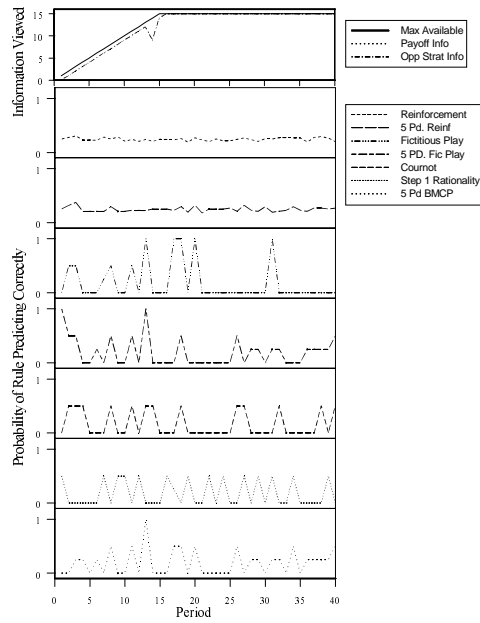 Information Viewed
15
10
5
0
Max Available
Payoff Info
Opp Strat Info
Probability of Rule Predicting Correctly
1
0
1
0
1
0
1
0
1
0
1
0
1
0
Reinforcement
5 Pd. Reinf
Fictitious Play
5 PD. Fic Play
Cournot
Step 1 Rationality
5 Pd BMCP
0 5 10 15 20 25 30 35 40
Period